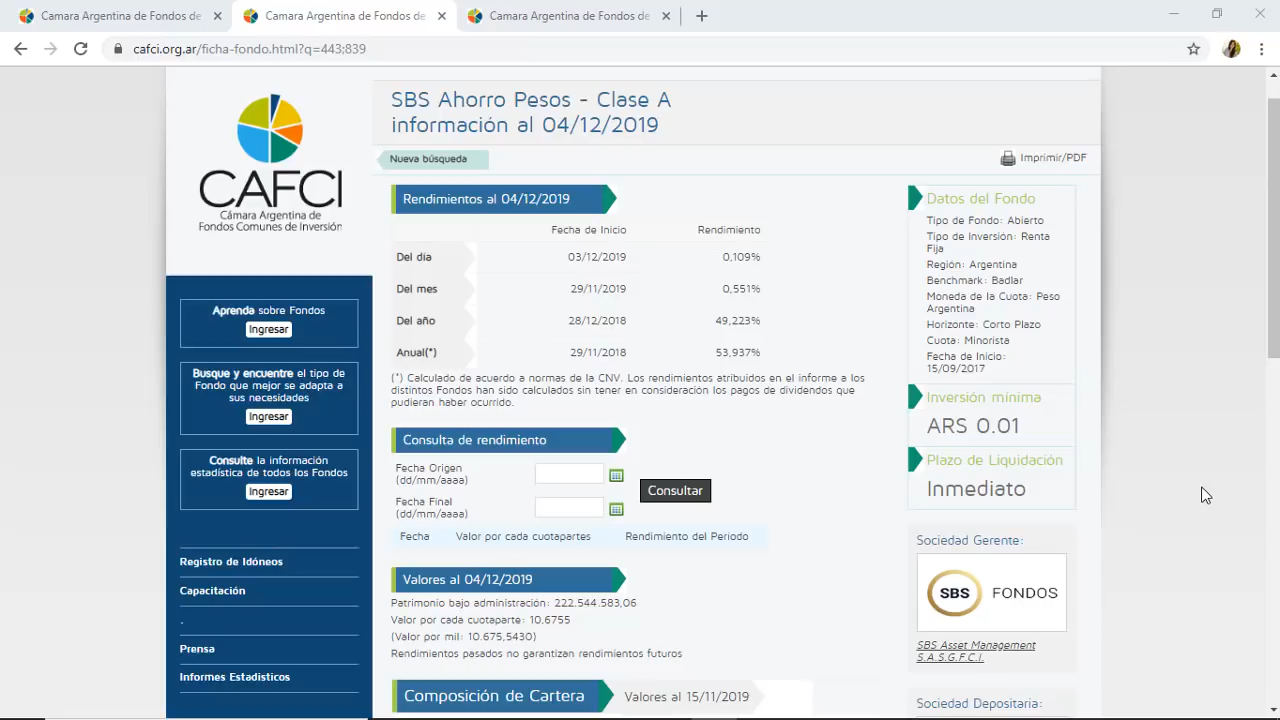 Camara Argentina de Fondos de
Camara Argentina de Fondos de
Camara Argentina de Fondos de
cafci.org.ar/ficha-fondo.html?q=443;839
CAFCI
Cámara Argentina de
Fondos Comunes de Inversión
Aprenda sobre Fondos
Ingresar
Busque y encuentre el tipo de
Fondo que mejor se adapta a
sus necesidades
Ingresar
Consulte la información
estadística de todos los Fondos
Ingresar
Registro de Idóneos
Capacitación
.
Prensa
Informes Estadísticos
SBS Ahorro Pesos - Clase A
información al 04/12/2019
Nueva búsqueda
Imprimir/PDF
Rendimientos al 04/12/2019
Fecha de Inicio Rendimiento
Del día 03/12/2019 0,109%
Del mes 29/11/2019 0,551%
Del año 28/12/2018 49,223%
Anual(*) 29/11/2018 53,937%
(*) Calculado de acuerdo a normas de la CNV. Los rendimientos atribuidos en el informe a los
distintos Fondos han sido calculados sin tener en consideración los pagos de dividendos que
pudieran haber ocurrido.
Consulta de rendimiento
Fecha Origen
(dd/mm/aaaa)
Fecha Final
(dd/mm/aaaa)
Consultar
Fecha Valor por cada cuotapartes Rendimiento del Periodo
Valores al 04/12/2019
Patrimonio bajo administración: 222.544.583,06
Valor por cada cuotaparte: 10.6755
(Valor por mil: 10.675,5430)
Rendimientos pasados no garantizan rendimientos futuros
Composición de Cartera Valores al 15/11/2019
Datos del Fondo
Tipo de Fondo: Abierto
Tipo de Inversión: Renta
Fija
Región: Argentina
Benchmark: Badlar
Moneda de la Cuota: Peso
Argentina
Horizonte: Corto Plazo
Cuota: Minorista
Fecha de Inicio:
15/09/2017
Inversión mínima
ARS 0.01
Plazo de Liquidación
Inmediato
Sociedad Gerente:
SBS FONDOS
SBS Asset Management
S.A.S.G.F.C.I.
Sociedad Depositaria: